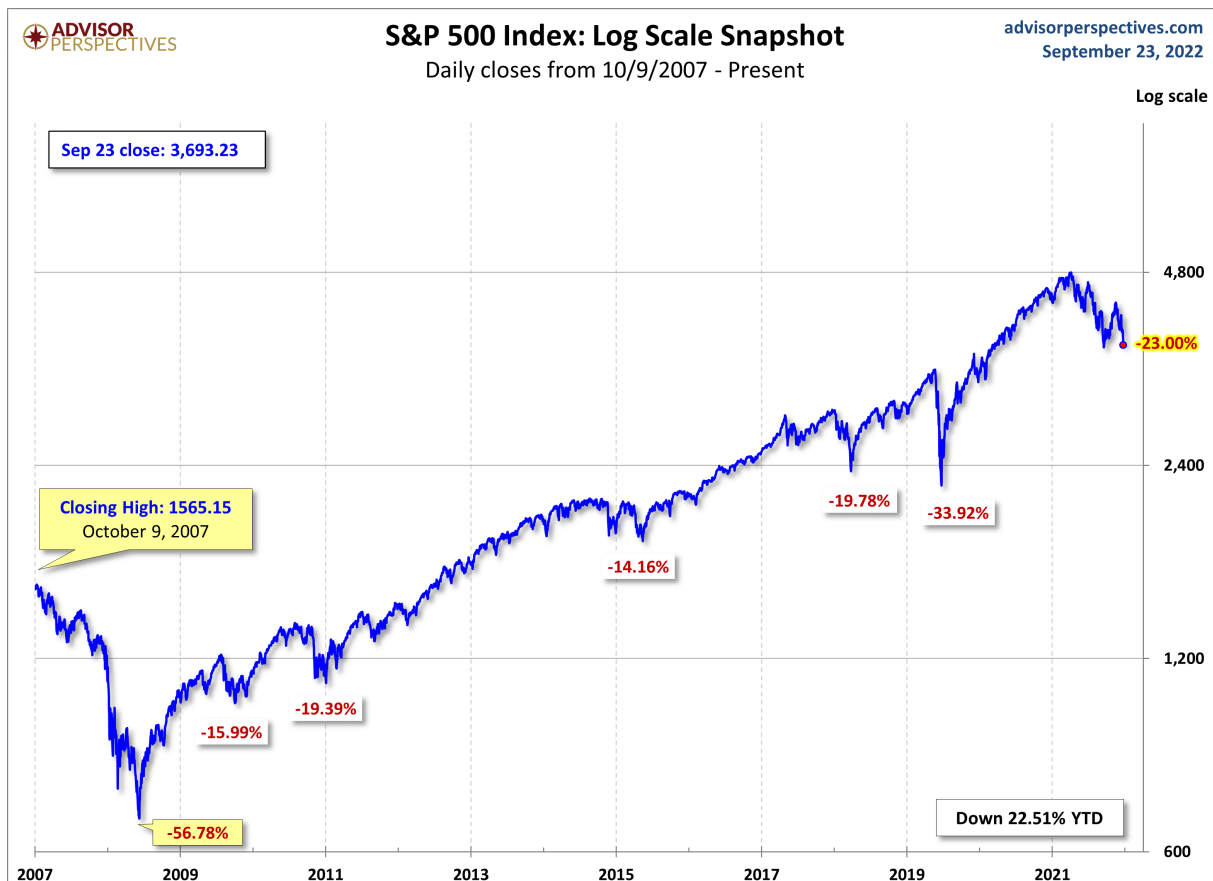 ADVISOR
PERSPECTIVES
S&P 500 Index: Log Scale Snapshot
Daily closes from 10/9/2007 - Present
advisorperspectives.com
September 23, 2022
Log scale
Sep 23 close: 3,693.23
4,800
-23.00%
2,400
Closing High: 1565.15
October 9, 2007
-19.78%
-33.92%
-14.16%
1,200
-19.39%
-15.99%
-56.78%
Down 22.51% YTD
600
2007 2009 2011 2013 2015 2017 2019 2021